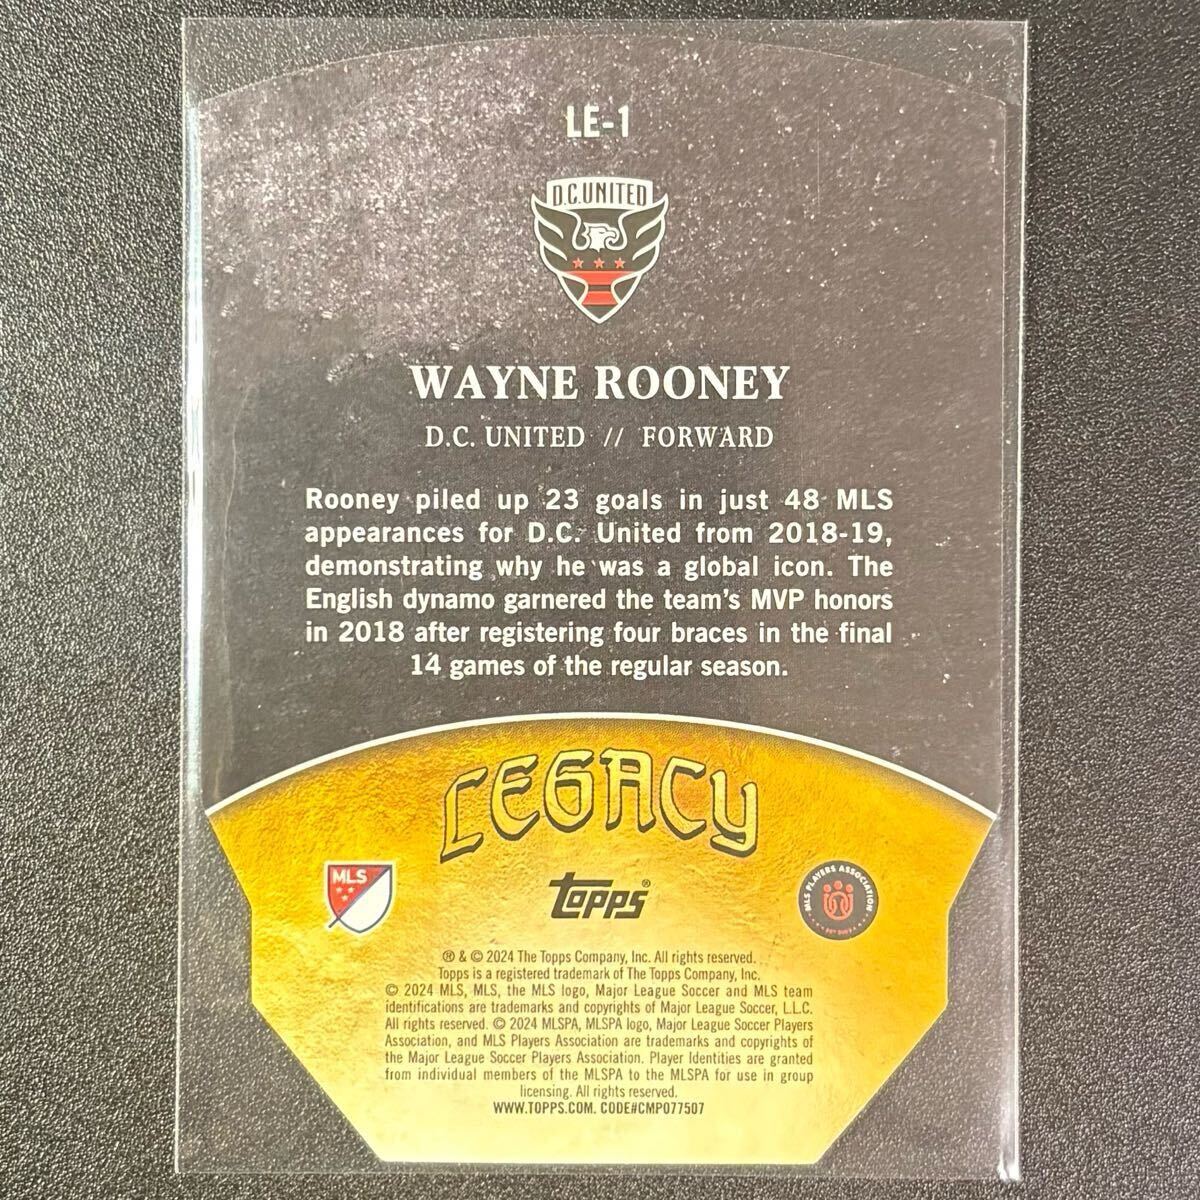 LE-1
D.C.UNITED
WAYNE ROONEY
D.C. UNITED // FORWARD
Rooney piled up 23 goals in just 48 MLS
appearances for D.C. United from 2018-19,
demonstrating why he was a global icon. The
English dynamo garnered the team's MVP honors
in 2018 after registering four braces in the final
14 games of the regular season.
LEGACY
MLS
topps®
MLS PLAYERS ASSOCIATION
® & © 2024 The Topps Company, Inc. All rights reserved.
Topps is a registered trademark of The Topps Company, Inc.
© 2024 MLS, MLS, the MLS logo, Major League Soccer and MLS team
identifications are trademarks and copyrights of Major League Soccer, L.L.C.
All rights reserved. © 2024 MLSPA, MLSPA logo, Major League Soccer Players
Association, and MLS Players Association are trademarks and copyrights of
the Major League Soccer Players Association. Player Identities are granted
from individual members of the MLSPA to the MLSPA for use in group
licensing. All rights reserved.
WWW.TOPPS.COM. CODE#CMP077507